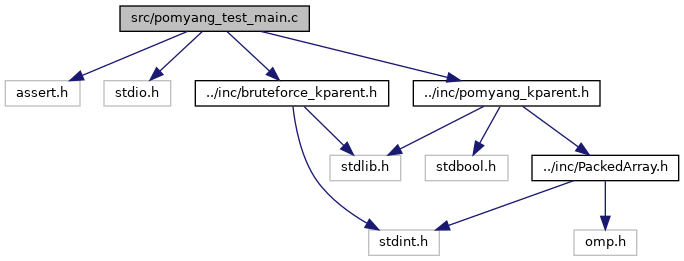 src/pomyang_test_main.c
assert.h
stdio.h
../inc/bruteforce_kparent.h
../inc/pomyang_kparent.h
stdlib.h
stdbool.h
../inc/PackedArray.h
stdint.h
omp.h